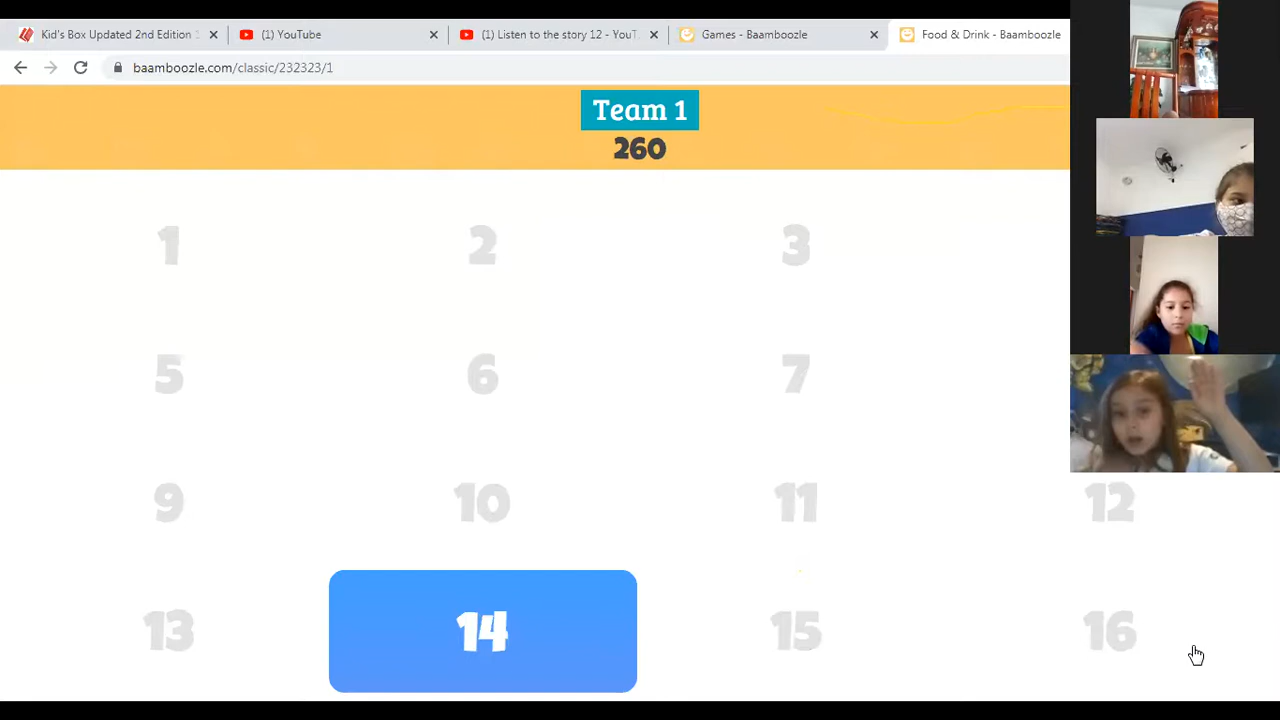 Kid's Box Updated 2nd Edition 1
(1) YouTube
(1) Listen to the story 12 - YouT
Games - Baamboozle
Food & Drink - Baamboozle
baamboozle.com/classic/232323/1
Team 1
260
1 2 3
5 6 7
9 10 11 12
13 14 15 16